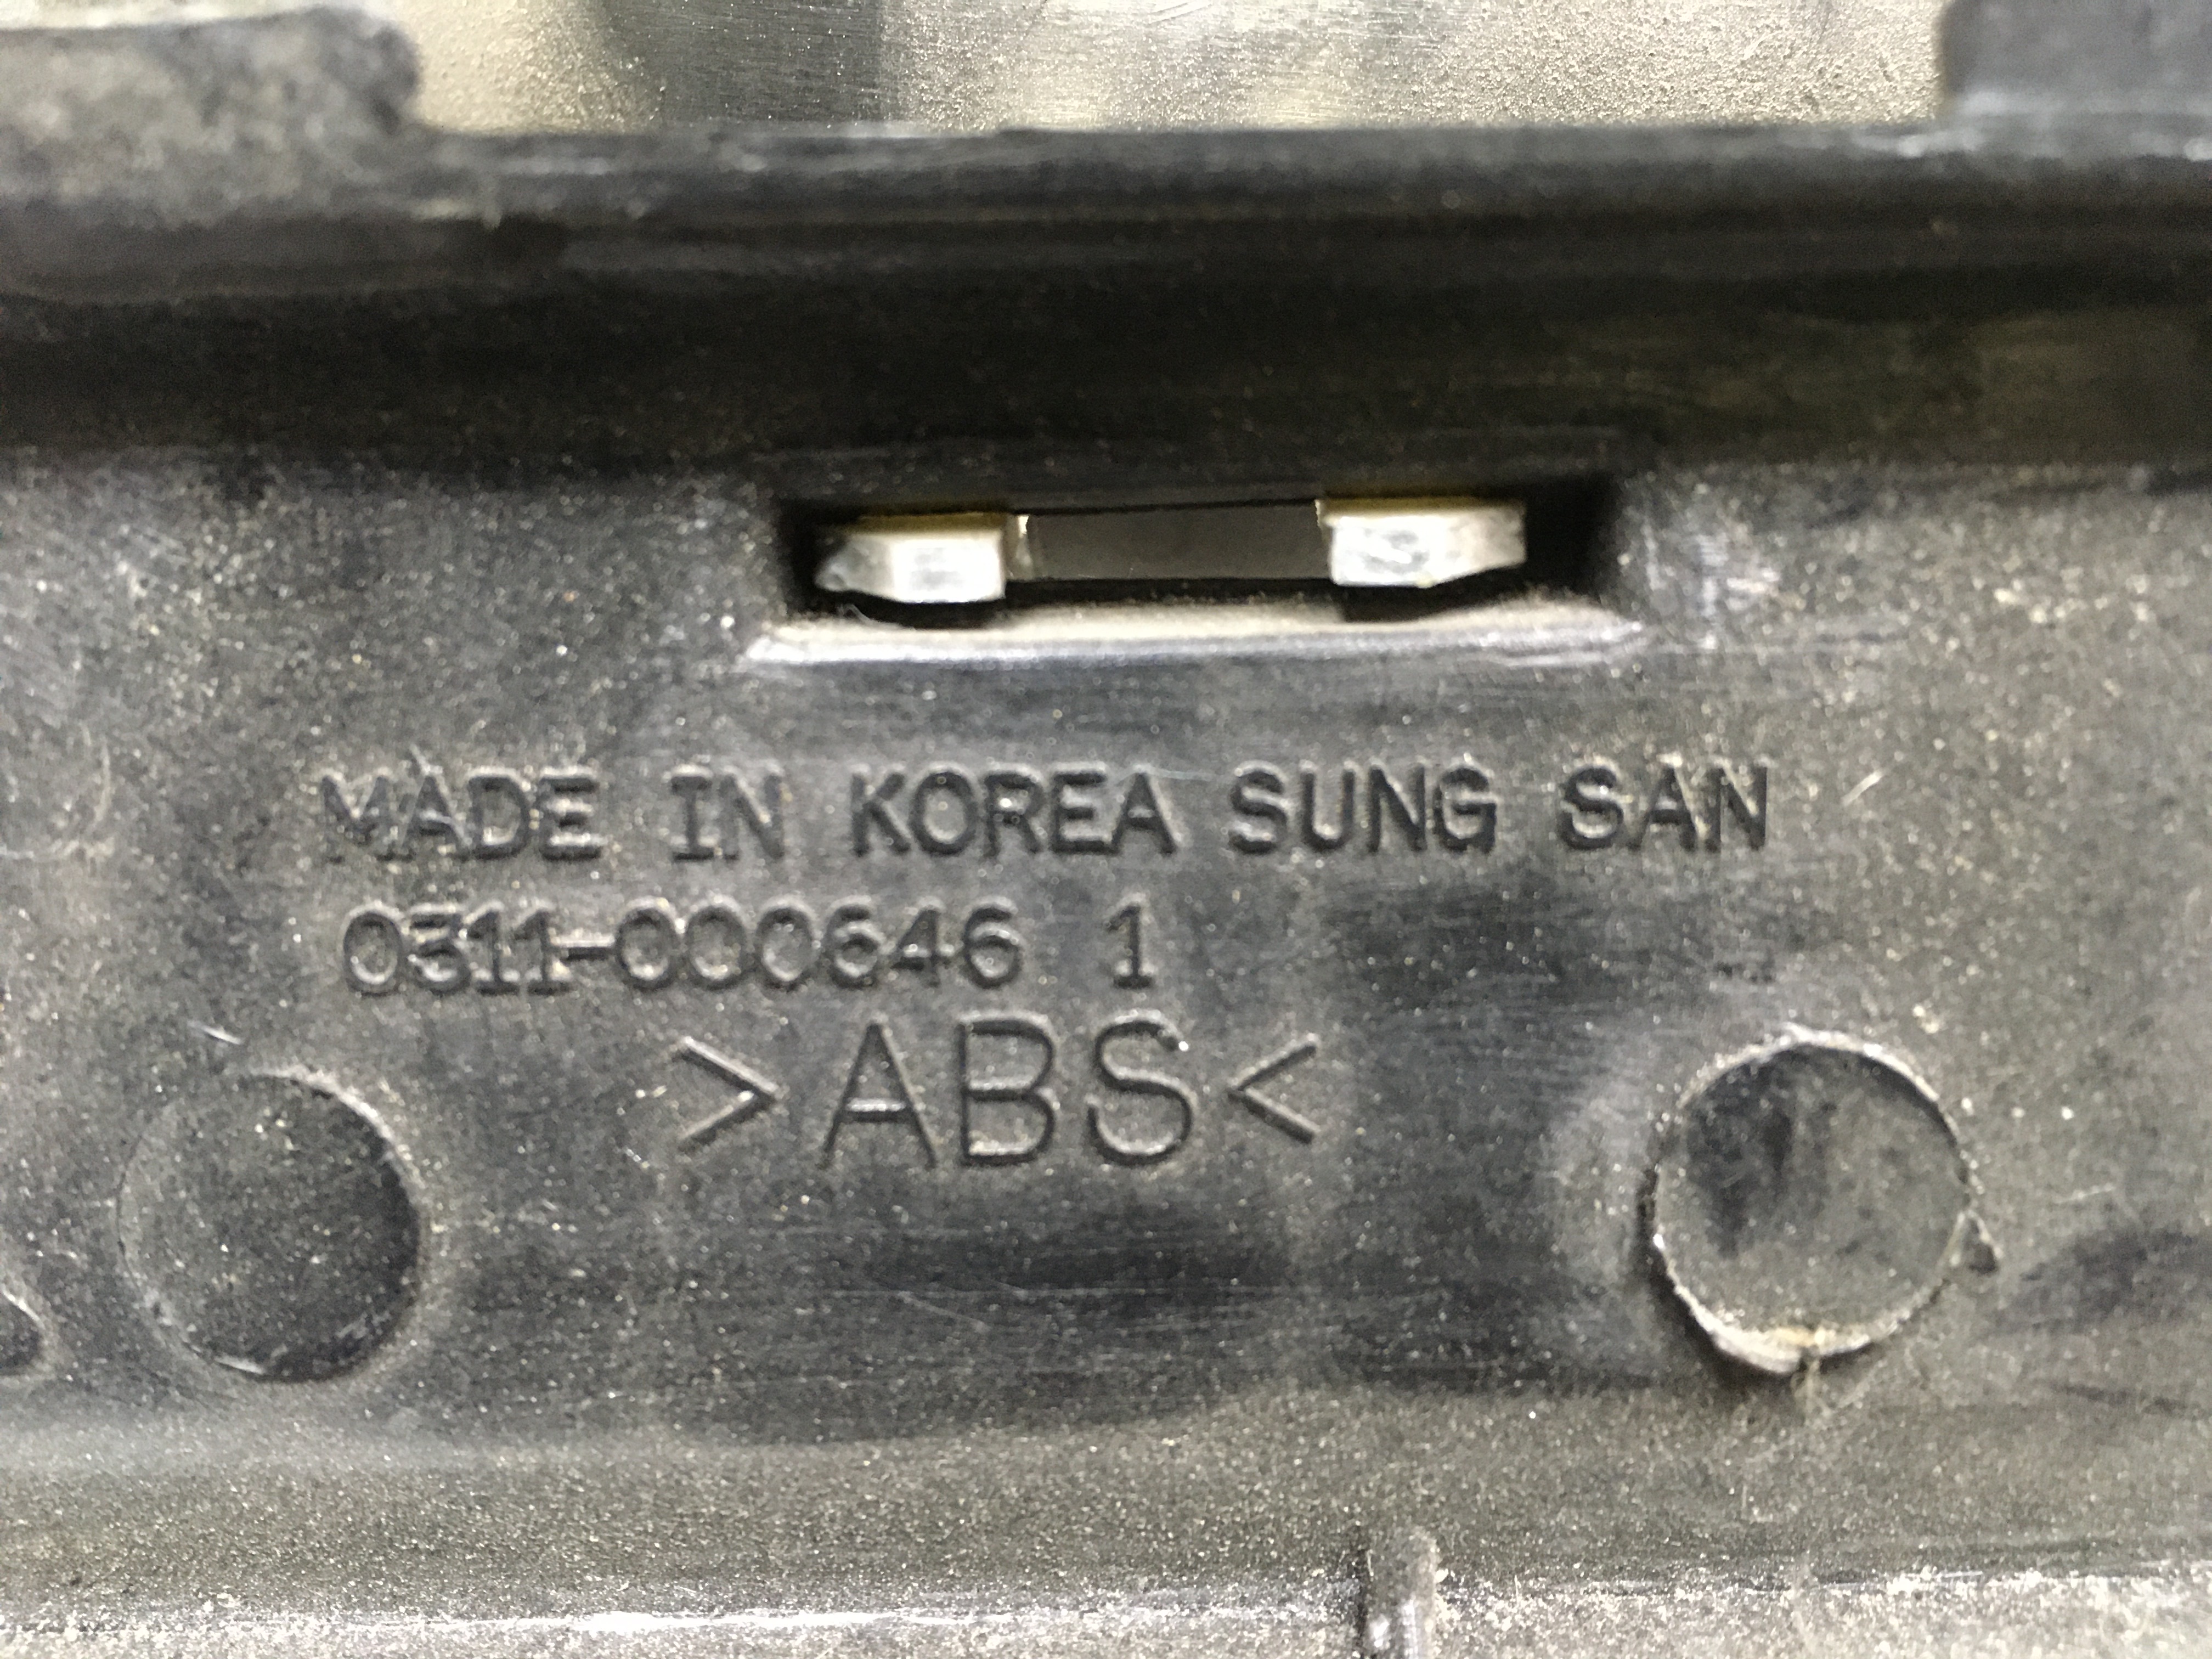 MADE IN KOREA SUNG SAN
0311-000646 1
>ABS<